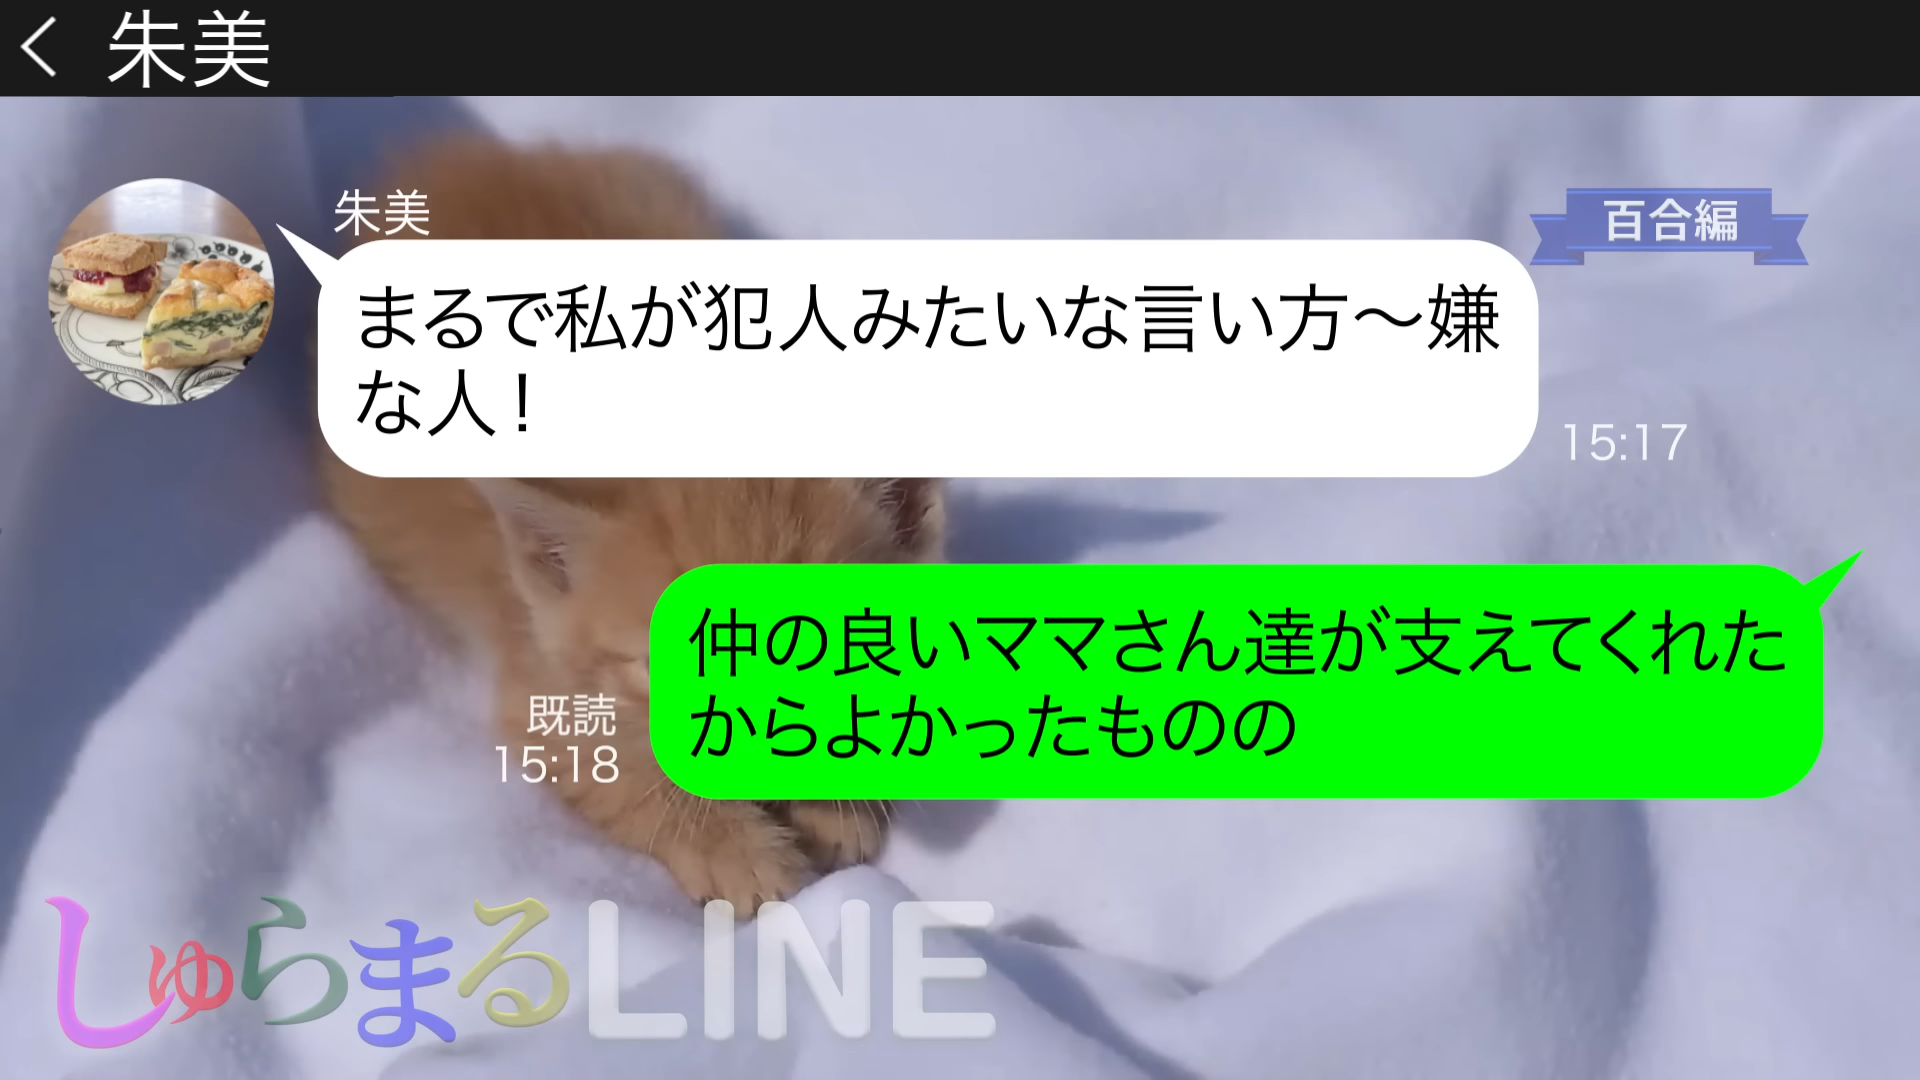 朱美
朱美
百合編
まるで私が犯人みたいな言い方〜嫌
な人！
15:17
仲の良いママさん達が支えてくれた
からよかったものの
既読
15:18
しゅらまるLINE